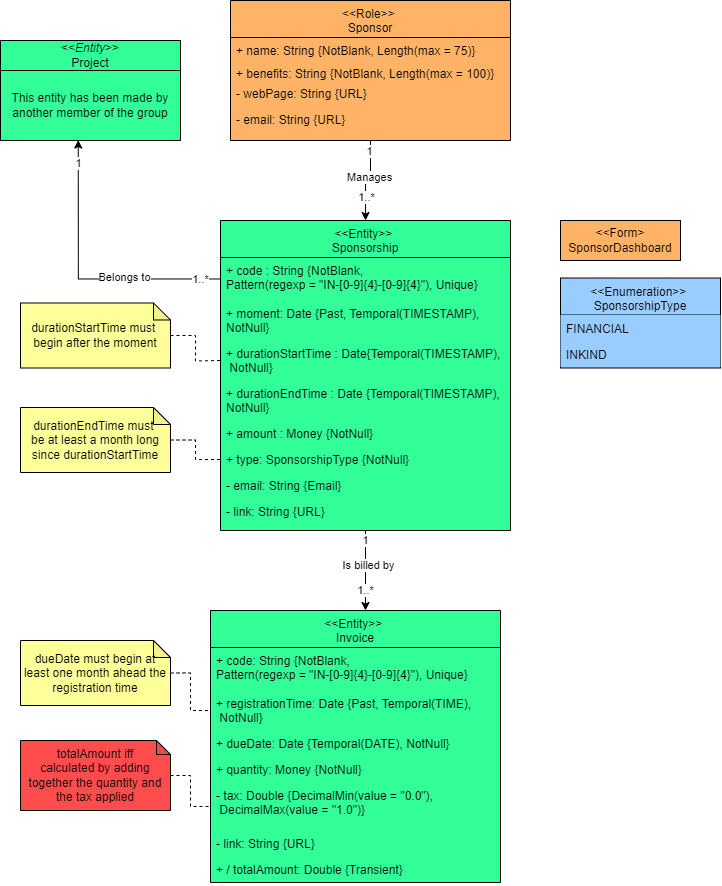 <<Entity>>
Project
This entity has been made by
another member of the group
<<Role>>
Sponsor
+ name: String {NotBlank, Length(max = 75)}
+ benefits: String {NotBlank, Length(max = 100)}
- webPage: String {URL}
- email: String {URL}
1
Manages
1..*
1
Belongs to
1..*
<<Entity>>
Sponsorship
+ code : String {NotBlank,
Pattern(regexp = "IN-[0-9]{4}-[0-9]{4}"), Unique}
+ moment: Date {Past, Temporal(TIMESTAMP),
NotNull}
+ durationStartTime : Date{Temporal(TIMESTAMP),
NotNull}
+ durationEndTime : Date {Temporal(TIMESTAMP),
NotNull}
+ amount : Money {NotNull}
+ type: SponsorshipType {NotNull}
- email: String {Email}
- link: String {URL}
durationStartTime must
begin after the moment
durationEndTime must
be at least a month long
since durationStartTime
<<Form>
SponsorDashboard
<<Enumeration>>
SponsorshipType
FINANCIAL
INKIND
1
Is billed by
1..*
<<Entity>>
Invoice
+ code: String {NotBlank,
Pattern(regexp = "IN-[0-9]{4}-[0-9]{4}"), Unique}
+ registrationTime: Date {Past, Temporal(TIME),
NotNull}
+ dueDate: Date {Temporal(DATE), NotNull}
+ quantity: Money {NotNull}
- tax: Double {DecimalMin(value = "0.0"),
DecimalMax(value = "1.0")}
- link: String {URL}
+ / totalAmount: Double {Transient}
dueDate must begin at
least one month ahead the
registration time
totalAmount iff
calculated by adding
together the quantity and
the tax applied